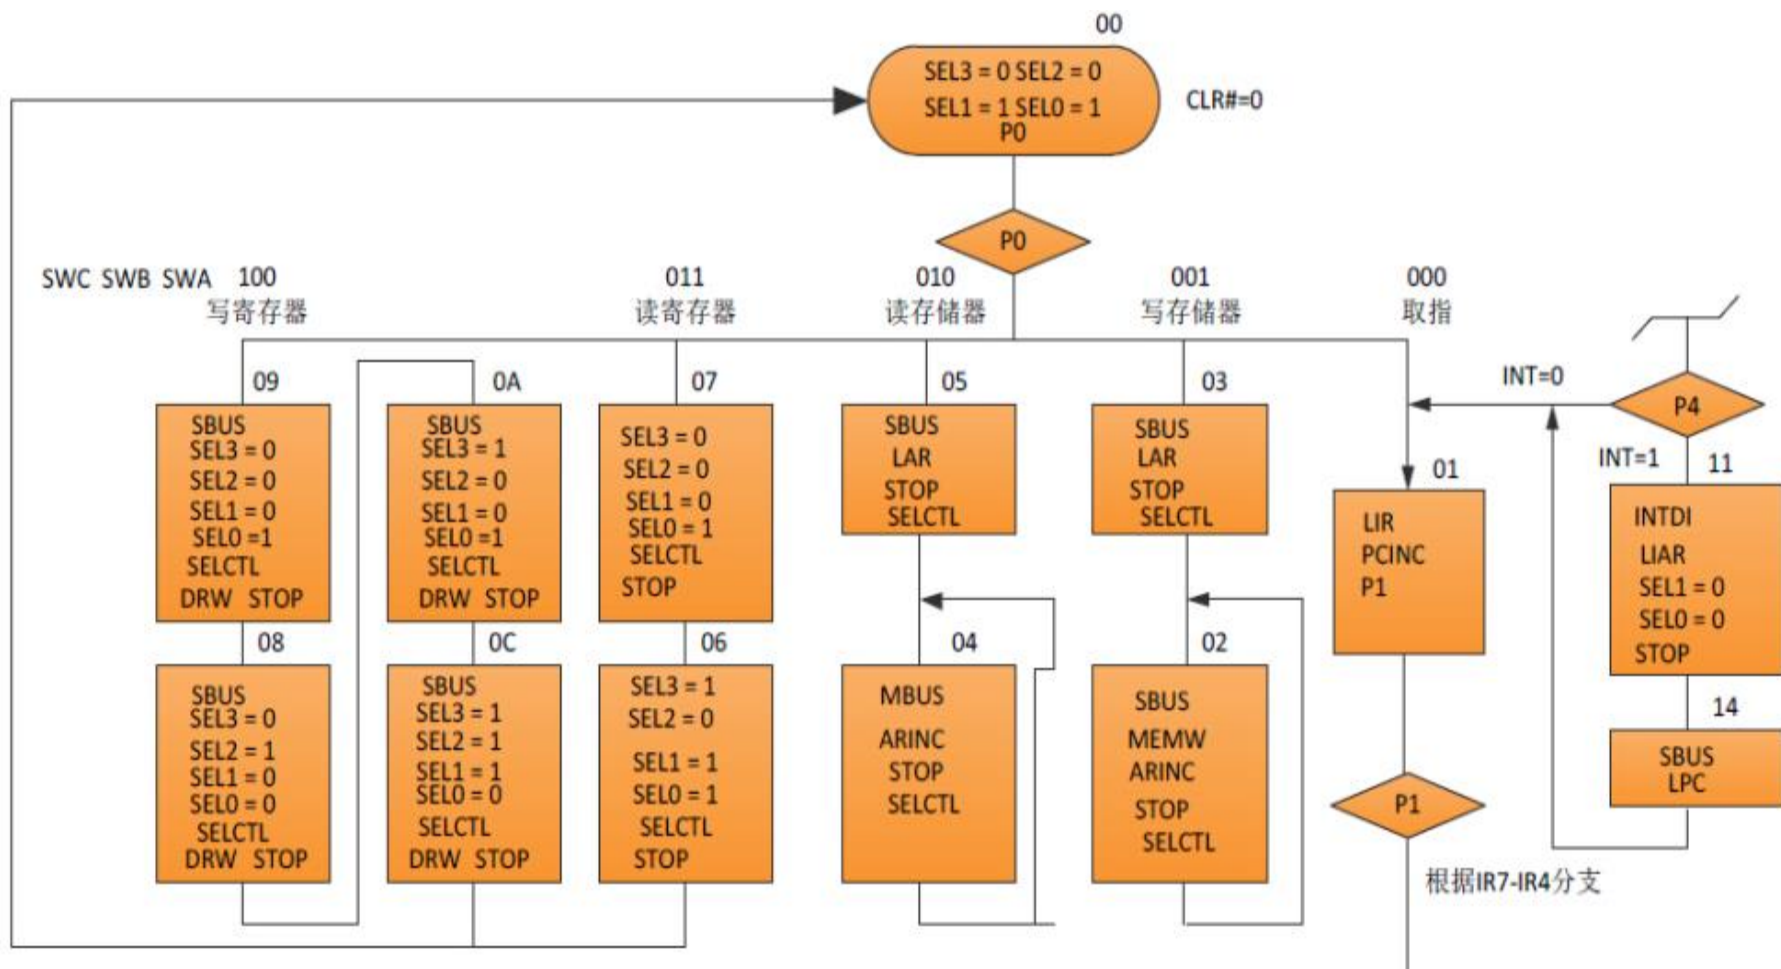 00
SEL3 = 0 SEL2 = 0
SEL1 = 1 SEL0 = 1
P0
CLR#=0
P0
SWC SWB SWA 100
写寄存器
011
读寄存器
010
读存储器
001
写存储器
000
取指
09
SBUS
SEL3 = 0
SEL2 = 0
SEL1 = 0
SEL0 =1
SELCTL
DRW STOP
0A
SBUS
SEL3 = 1
SEL2 = 0
SEL1 = 0
SEL0 =1
SELCTL
DRW STOP
07
SEL3 = 0
SEL2 = 0
SEL1 = 0
SEL0 = 1
SELCTL
STOP
05
SBUS
LAR
STOP
SELCTL
03
SBUS
LAR
STOP
SELCTL
INT=0
P4
INT=1
11
01
LIR
PCINC
P1
INTDI
LIAR
SEL1 = 0
SEL0 = 0
STOP
08
SBUS
SEL3 = 0
SEL2 = 1
SEL1 = 0
SEL0 = 0
SELCTL
DRW STOP
0C
SBUS
SEL3 = 1
SEL2 = 1
SEL1 = 1
SEL0 = 0
SELCTL
DRW STOP
06
SEL3 = 1
SEL2 = 0
SEL1 = 1
SEL0 = 1
SELCTL
STOP
04
MBUS
ARINC
STOP
SELCTL
02
SBUS
MEMW
ARINC
STOP
SELCTL
14
SBUS
LPC
P1
根据IR7-IR4分支